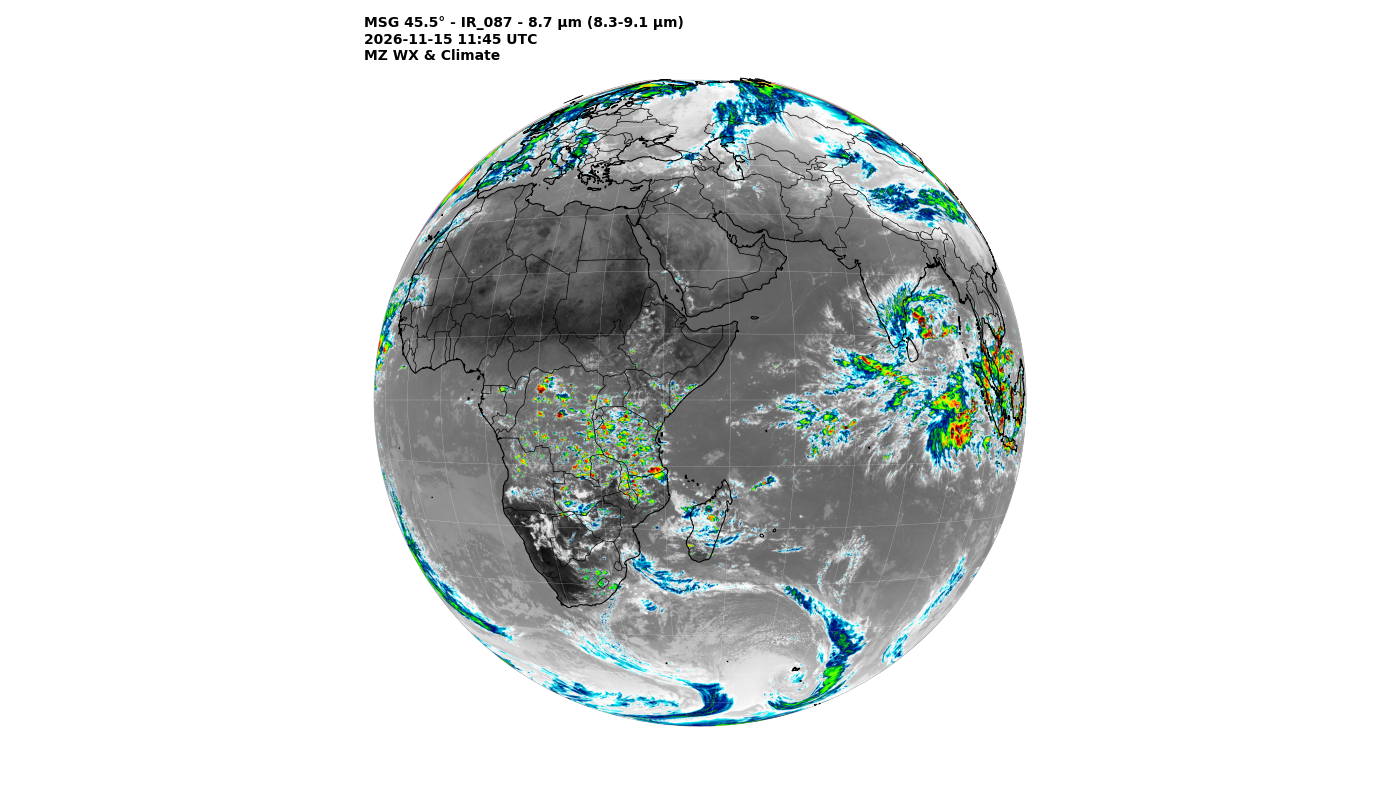 MSG 45.5° - IR_087 - 8.7 µm (8.3-9.1 µm)
2026-11-15 11:45 UTC
MZ WX & Climate